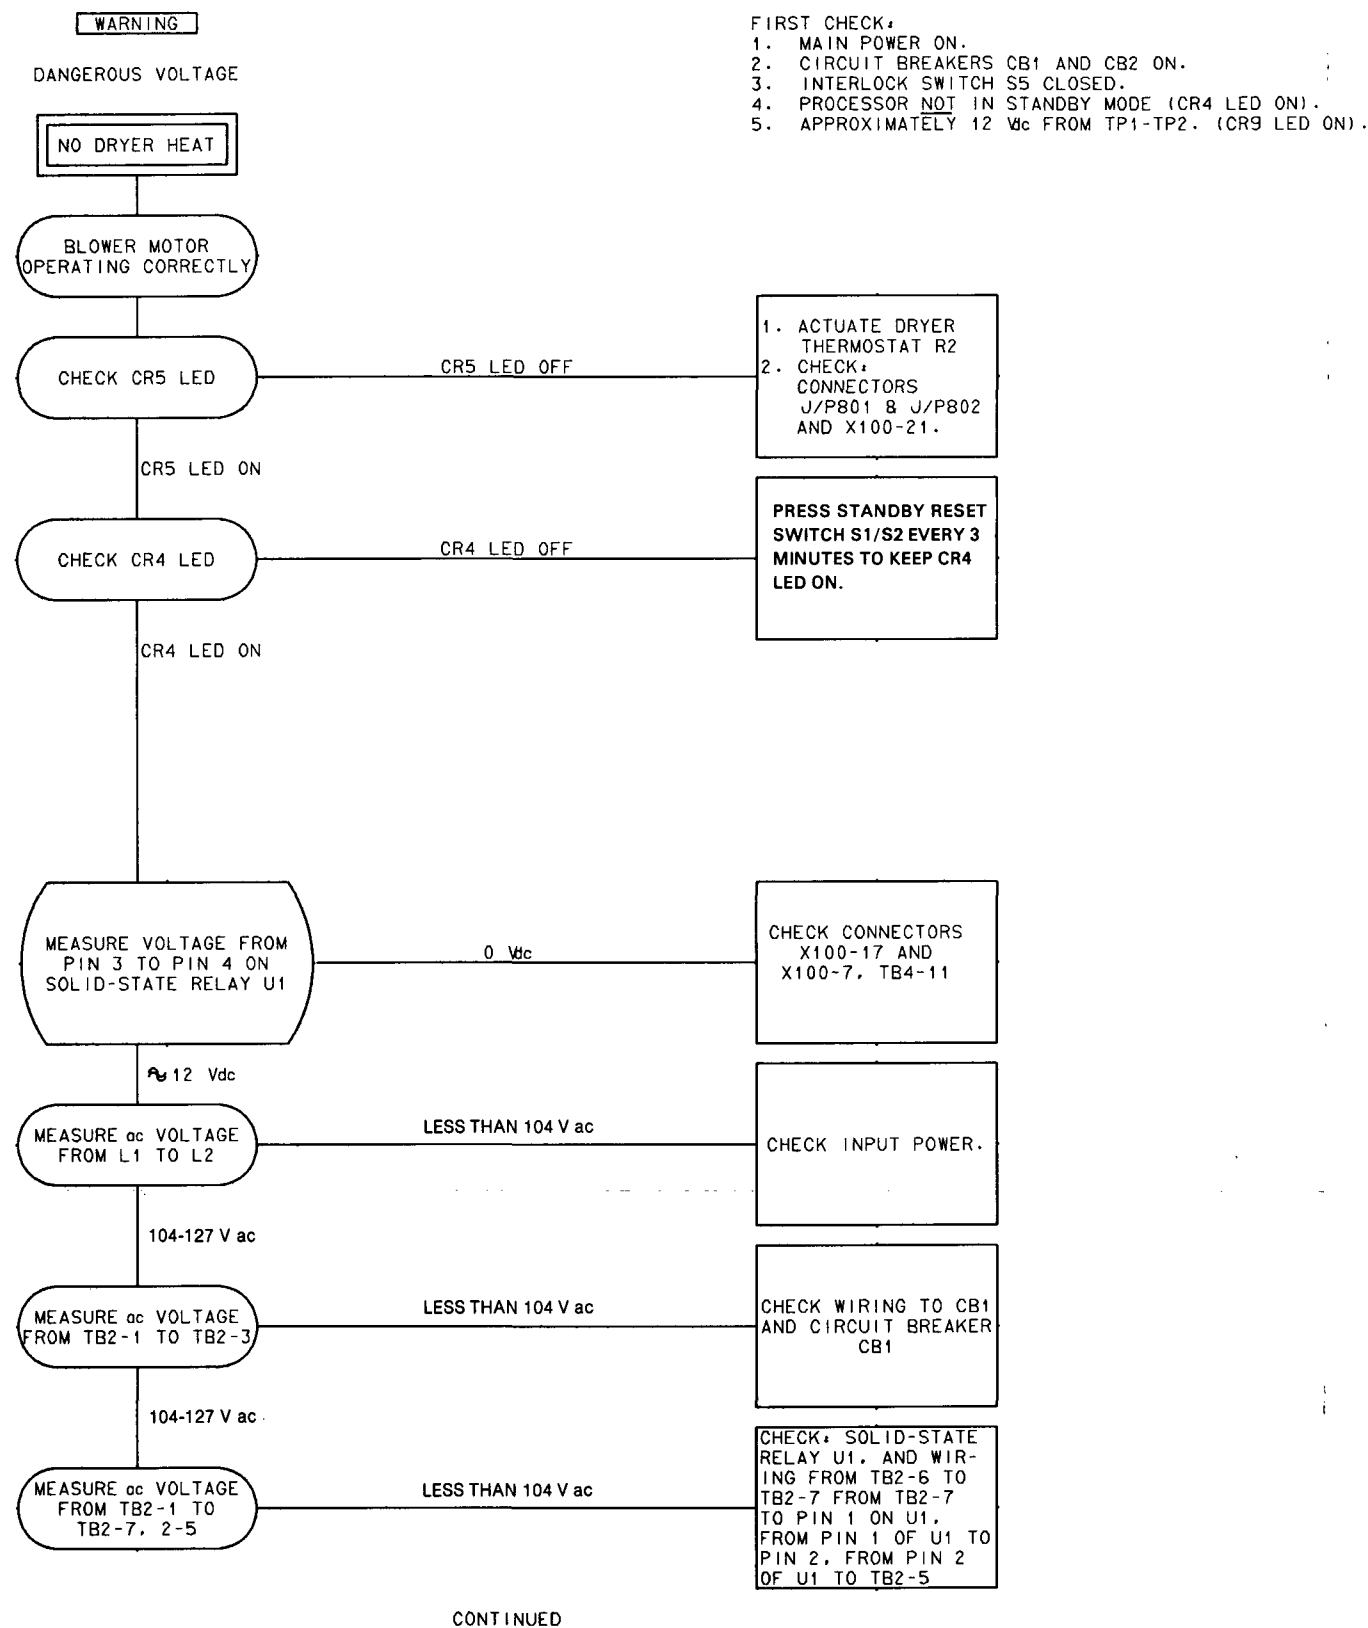 WARNING
DANGEROUS VOLTAGE
FIRST CHECK:
1. MAIN POWER ON.
2. CIRCUIT BREAKERS CB1 AND CB2 ON.
3. INTERLOCK SWITCH S5 CLOSED.
4. PROCESSOR NOT IN STANDBY MODE (CR4 LED ON).
5. APPROXIMATELY 12 Vdc FROM TP1-TP2. (CR9 LED ON).
NO DRYER HEAT
BLOWER MOTOR
OPERATING CORRECTLY
CHECK CR5 LED
CR5 LED OFF
1. ACTUATE DRYER
THERMOSTAT R2
2. CHECK:
CONNECTORS
J/P801 & J/P802
AND X100-21.
CR5 LED ON
CHECK CR4 LED
CR4 LED OFF
PRESS STANDBY RESET
SWITCH S1/S2 EVERY 3
MINUTES TO KEEP CR4
LED ON.
CR4 LED ON
MEASURE VOLTAGE FROM
PIN 3 TO PIN 4 ON
SOLID-STATE RELAY U1
0 Vdc
CHECK CONNECTORS
X100-17 AND
X100-7, TB4-11
~12 Vdc
MEASURE ac VOLTAGE
FROM L1 TO L2
LESS THAN 104 V ac
CHECK INPUT POWER.
104-127 V ac
MEASURE ac VOLTAGE
FROM TB2-1 TO TB2-3
LESS THAN 104 V ac
CHECK WIRING TO CB1
AND CIRCUIT BREAKER
CB1
104-127 V ac
MEASURE ac VOLTAGE
FROM TB2-1 TO
TB2-7, 2-5
LESS THAN 104 V ac
CHECK: SOLID-STATE
RELAY U1, AND WIR-
ING FROM TB2-6 TO
TB2-7 FROM TB2-7
TO PIN 1 ON U1,
FROM PIN 1 OF U1 TO
PIN 2, FROM PIN 2
OF U1 TO TB2-5
CONTINUED